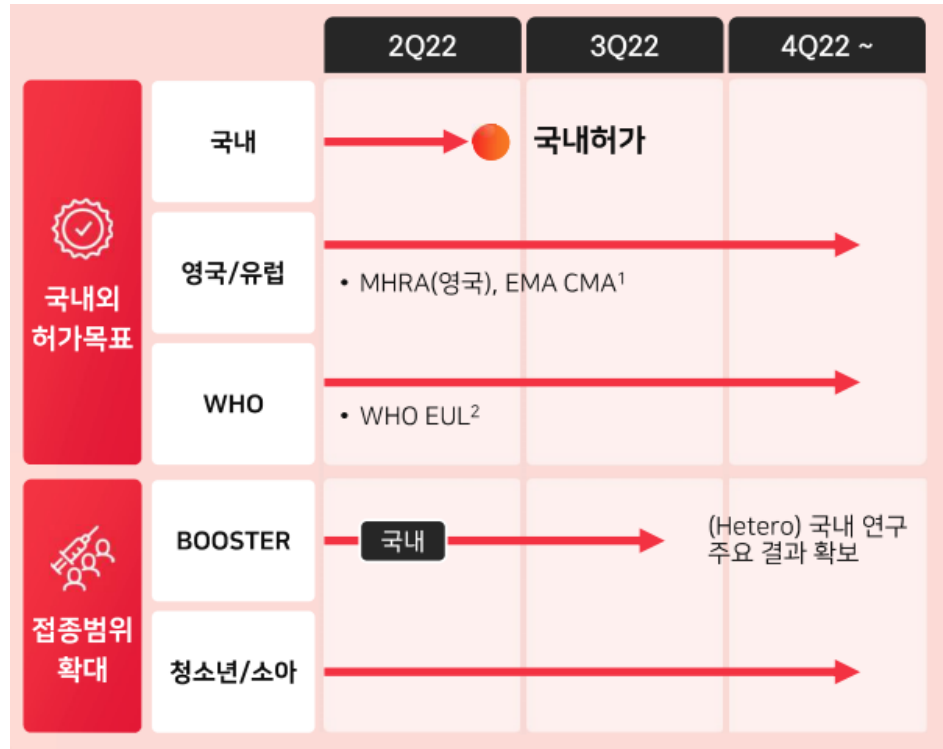 2Q22
3Q22
4Q22 ~
국내외
허가목표
국내
국내허가
영국/유럽
• MHRA(영국), EMA CMA¹
WHO
• WHO EUL²
접종범위
확대
BOOSTER
국내
(Hetero) 국내 연구
주요 결과 확보
청소년/소아